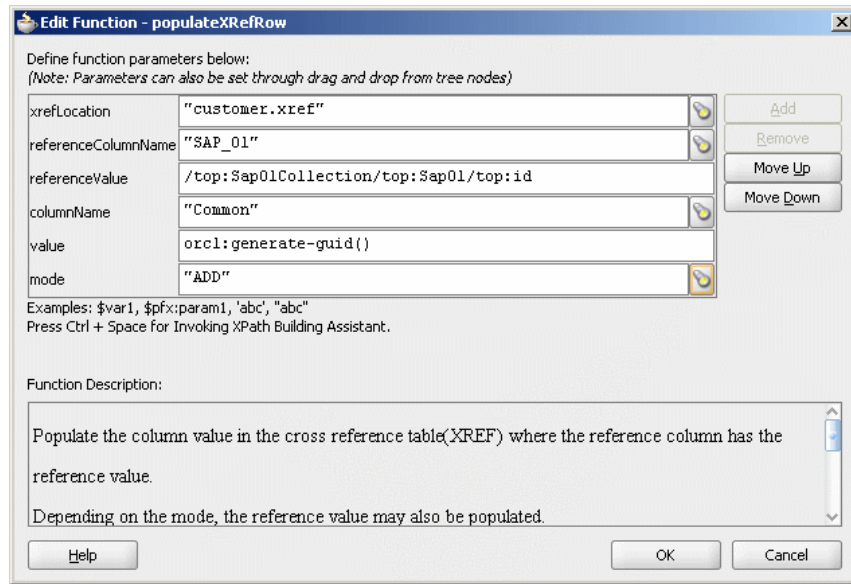 Edit Function - populateXRefRow
Define function parameters below:
(Note: Parameters can also be set through drag and drop from tree nodes)
xrefLocation "customer.xref"
Add
referenceColumnName "SAP_01"
Remove
referenceValue /top:Sap01Collection/top:Sap01/top:id
Move Up
columnName "Common"
Move Down
value orcl:generate-guid()
mode "ADD"
Examples: $var1, $pfx:param1, 'abc', "abc"
Press Ctrl + Space for Invoking XPath Building Assistant.
Function Description:
Populate the column value in the cross reference table(XREF) where the reference column has the
reference value.
Depending on the mode, the reference value may also be populated.
Help OK Cancel